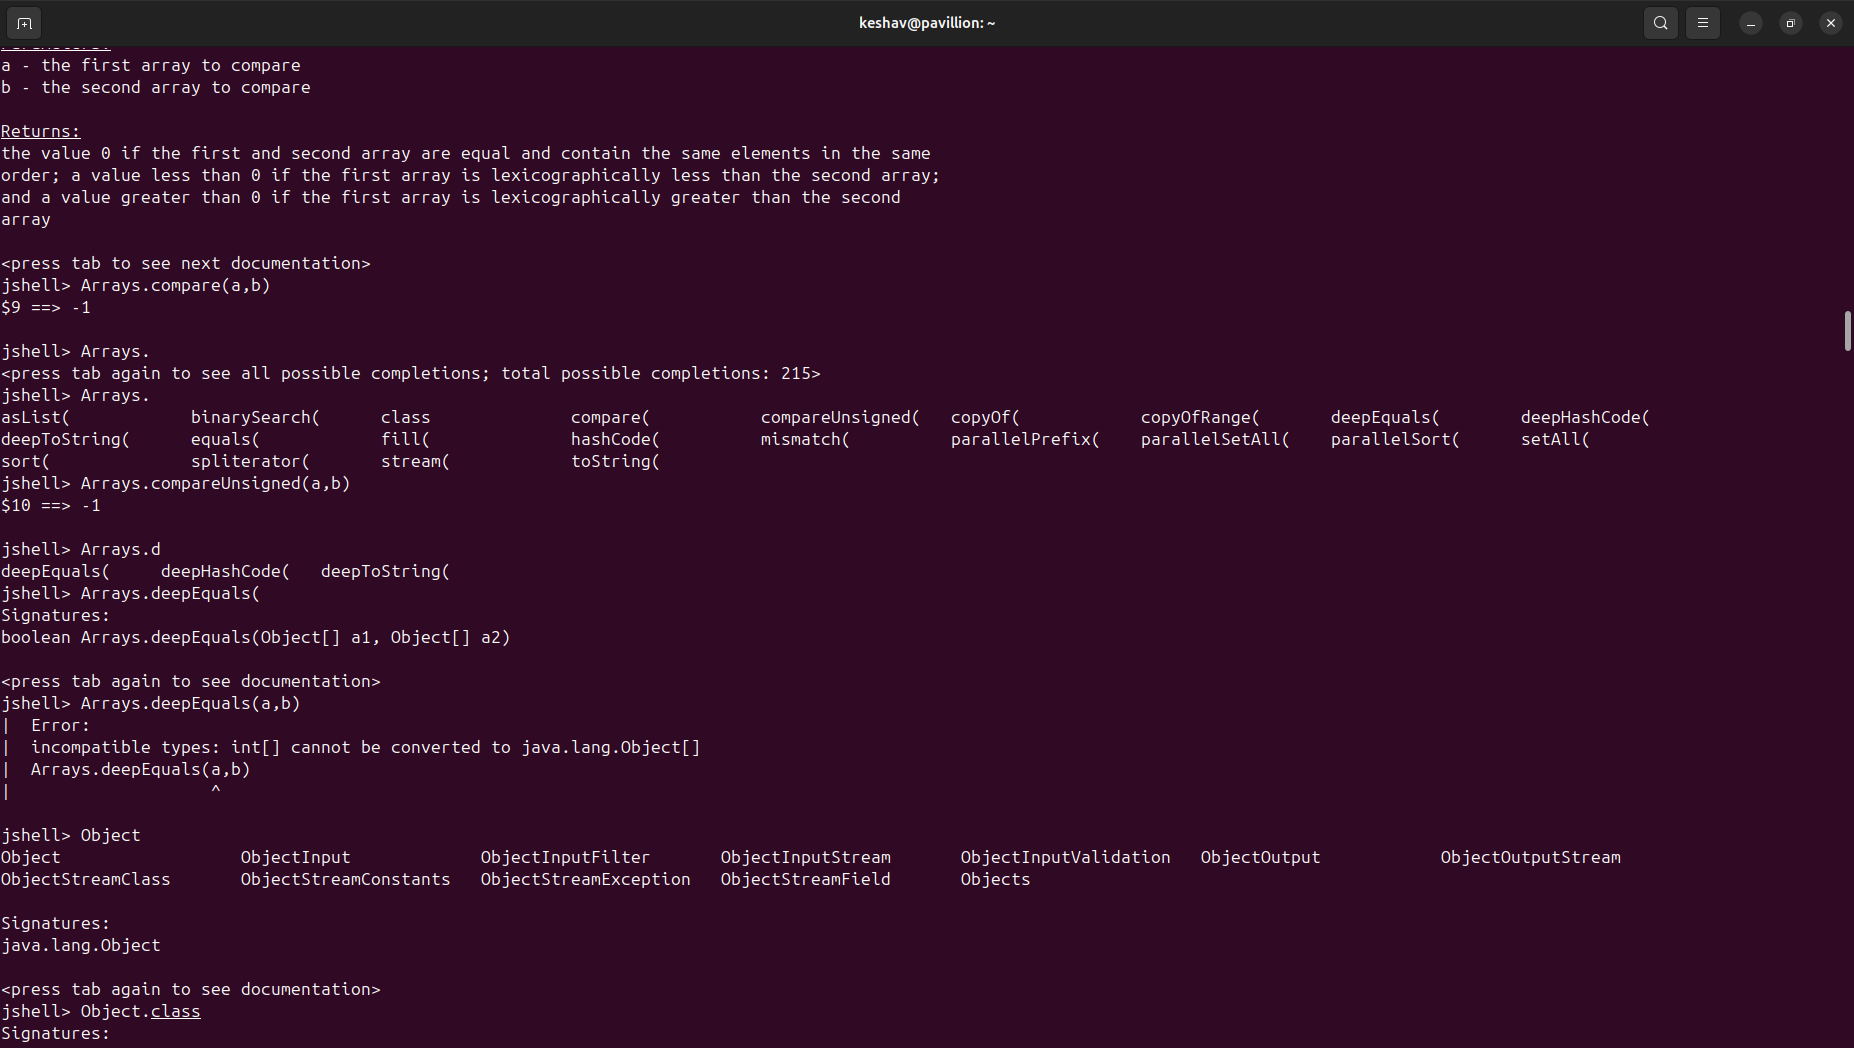 keshav@pavillion: ~
a - the first array to compare
b - the second array to compare
Returns:
the value 0 if the first and second array are equal and contain the same elements in the same
order; a value less than 0 if the first array is lexicographically less than the second array;
and a value greater than 0 if the first array is lexicographically greater than the second
array
<press tab to see next documentation>
jshell> Arrays.compare(a,b)
$9 ==> -1
jshell> Arrays.
<press tab again to see all possible completions; total possible completions: 215>
jshell> Arrays.
asList( binarySearch( class compare( compareUnsigned( copyOf( copyOfRange( deepEquals( deepHashCode(
deepToString( equals( fill( hashCode( mismatch( parallelPrefix( parallelSetAll( parallelSort( setAll(
sort( spliterator( stream( toString(
jshell> Arrays.compareUnsigned(a,b)
$10 ==> -1
jshell> Arrays.d
deepEquals( deepHashCode( deepToString(
jshell> Arrays.deepEquals(
Signatures:
boolean Arrays.deepEquals(Object[] a1, Object[] a2)
<press tab again to see documentation>
jshell> Arrays.deepEquals(a,b)
| Error:
| incompatible types: int[] cannot be converted to java.lang.Object[]
| Arrays.deepEquals(a,b)
| ^
jshell> Object
Object ObjectInput ObjectInputFilter ObjectInputStream ObjectInputValidation ObjectOutput ObjectOutputStream
ObjectStreamClass ObjectStreamConstants ObjectStreamException ObjectStreamField Objects
Signatures:
java.lang.Object
<press tab again to see documentation>
jshell> Object.class
Signatures: